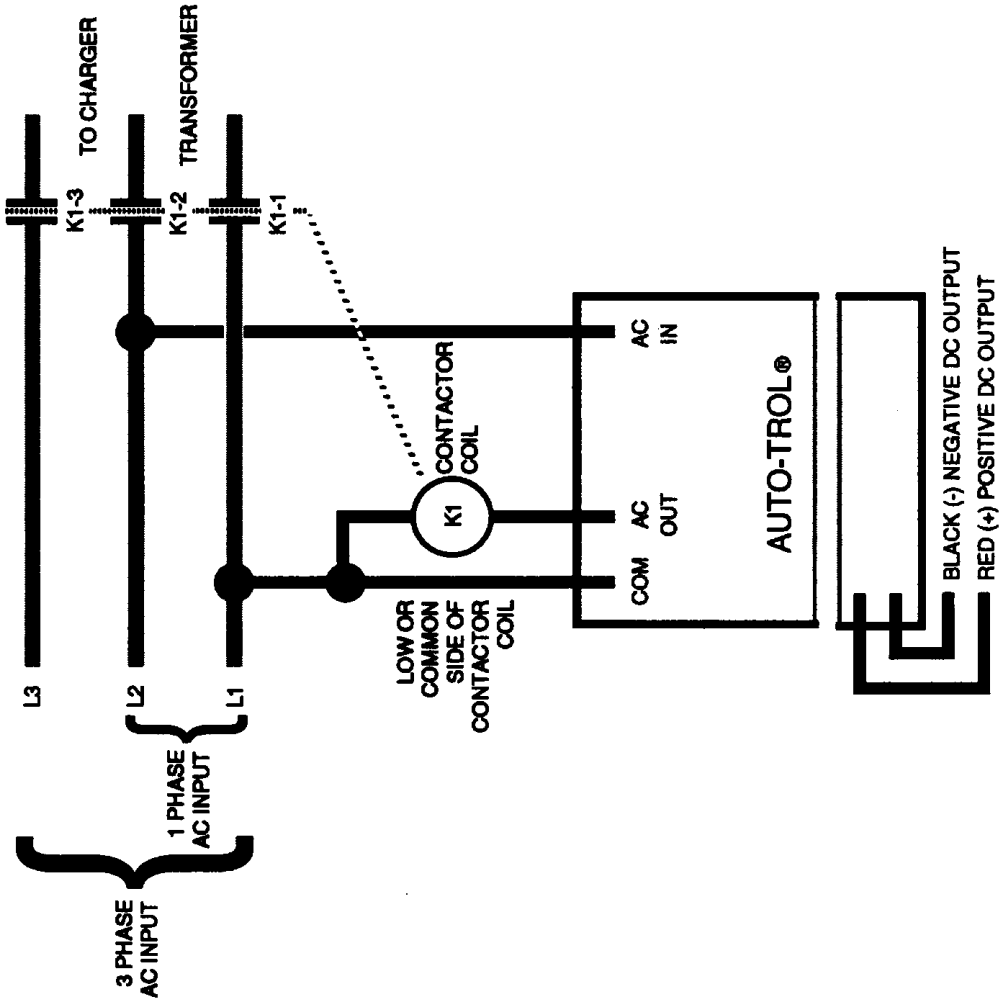 3 PHASE
AC INPUT
1 PHASE
AC INPUT
L3
L2
L1
TO CHARGER
TRANSFORMER
K1-3
K1-2
K1-1
LOW OR
COMMON
SIDE OF
CONTACTOR
COIL
K1
CONTACTOR
COIL
COM
AC
OUT
AC
IN
AUTO-TROL®
BLACK (-) NEGATIVE DC OUTPUT
RED (+) POSITIVE DC OUTPUT